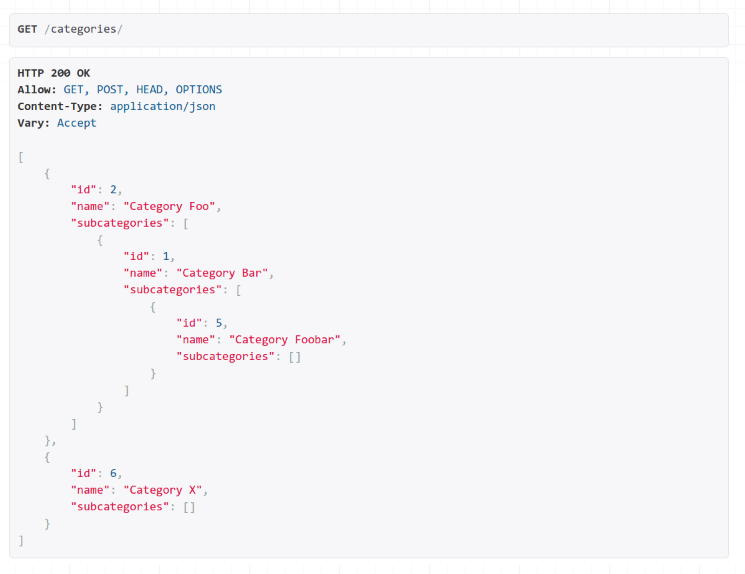 GET /categories/
HTTP 200 OK
Allow: GET, POST, HEAD, OPTIONS
Content-Type: application/json
Vary: Accept
[
    {
        "id": 2,
        "name": "Category Foo",
        "subcategories": [
            {
                "id": 1,
                "name": "Category Bar",
                "subcategories": [
                    {
                        "id": 5,
                        "name": "Category Foobar",
                        "subcategories": []
                    }
                ]
            }
        ]
    },
    {
        "id": 6,
        "name": "Category X",
        "subcategories": []
    }
]